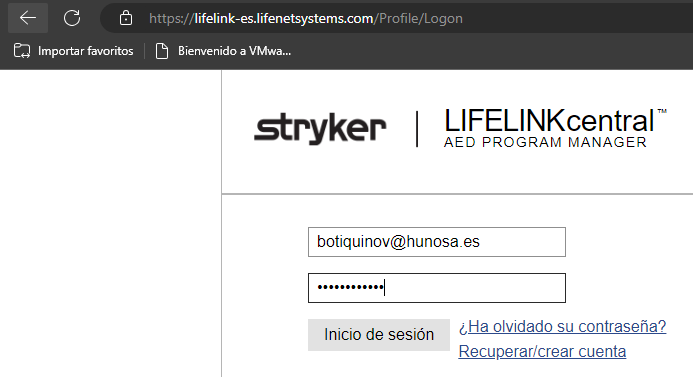 https://lifelink-es.lifenetsystems.com/Profile/Logon
Importar favoritos
Bienvenido a VMwa...
stryker
LIFELINKcentral™
AED PROGRAM MANAGER
botiquinov@hunosa.es
••••••••••••
Inicio de sesión
¿Ha olvidado su contraseña?
Recuperar/crear cuenta